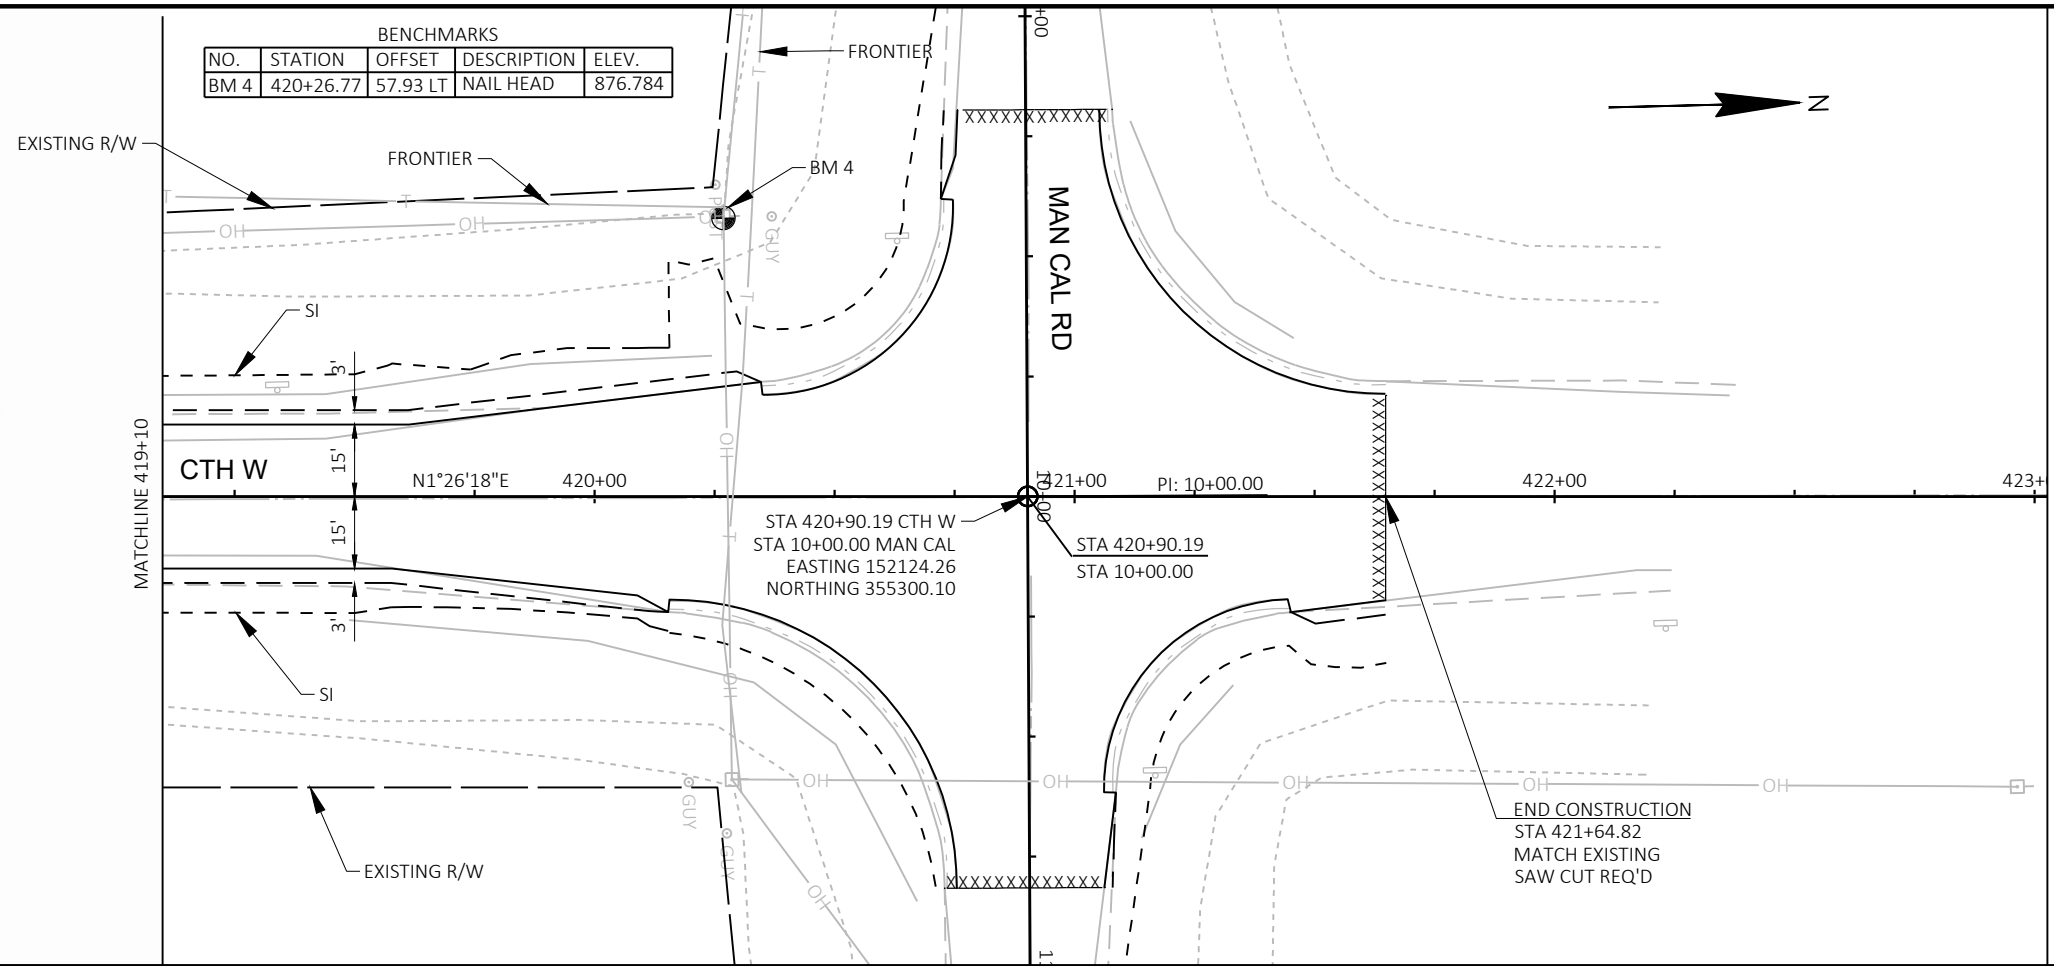 BENCHMARKS
NO. STATION OFFSET DESCRIPTION ELEV.
BM 4 420+26.77 57.93 LT NAIL HEAD 876.784
FRONTIER
+00
N
EXISTING R/W
FRONTIER
BM 4
T
T
T
T
T
T
OH
OH
GUY
MAN CAL RD
SI
3'
MATCHLINE 419+10
CTH W
15'
N1°26'18"E
420+00
OH
421+00
PI: 10+00.00
422+00
423+
15'
STA 420+90.19 CTH W
STA 10+00.00 MAN CAL
EASTING 152124.26
NORTHING 355300.10
STA 420+90.19
STA 10+00.00
3'
SI
OH
OH
OH
OH
OH
OH
GUY
GUY
OH
EXISTING R/W
END CONSTRUCTION
STA 421+64.82
MATCH EXISTING
SAW CUT REQ'D